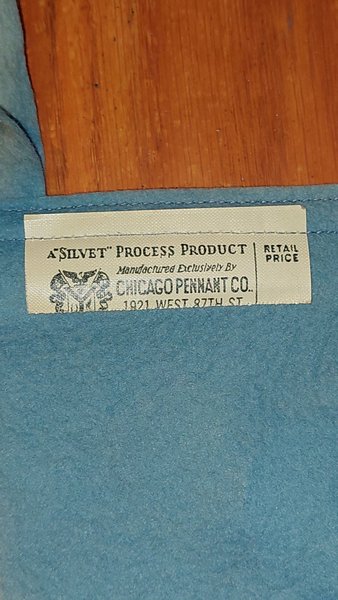 A "SILVET" PROCESS PRODUCT
Manufactured Exclusively By
CHICAGO PENNANT CO.
1921 WEST 87TH ST.
RETAIL
PRICE